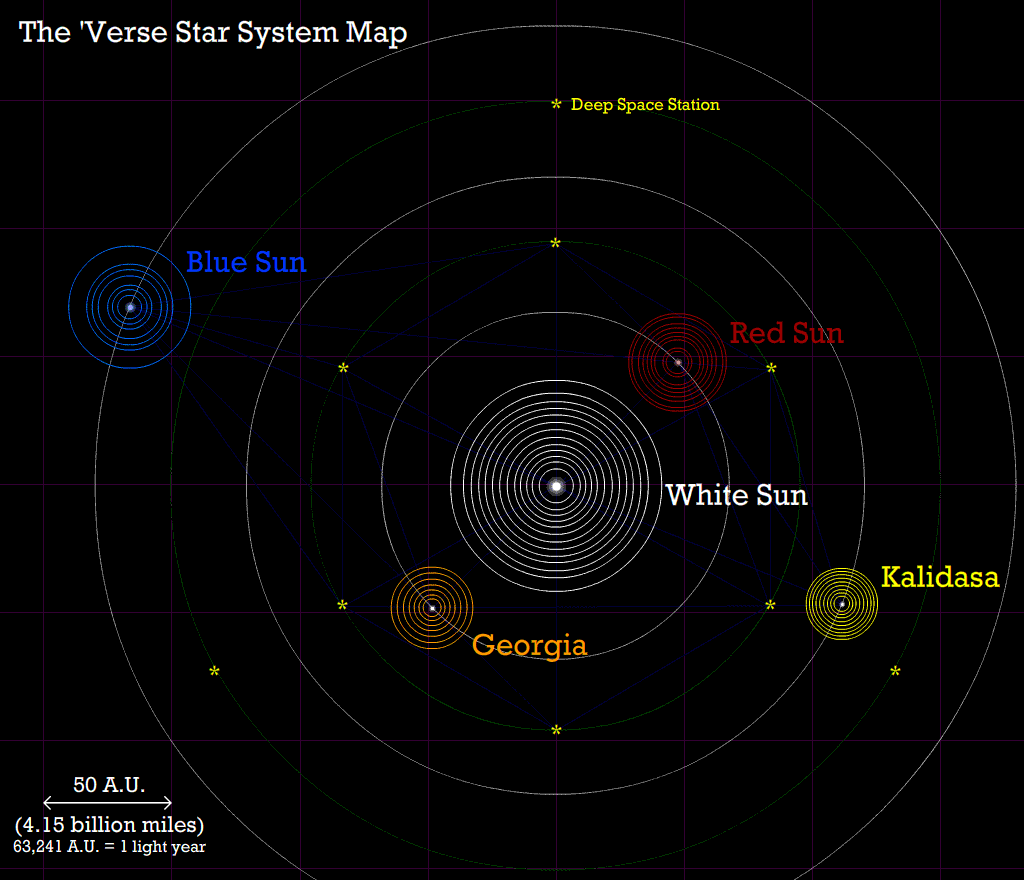 The 'Verse Star System Map
* Deep Space Station
Blue Sun
Red Sun
White Sun
Kalidasa
Georgia
50 A.U.
(4.15 billion miles)
63,241 A.U. = 1 light year